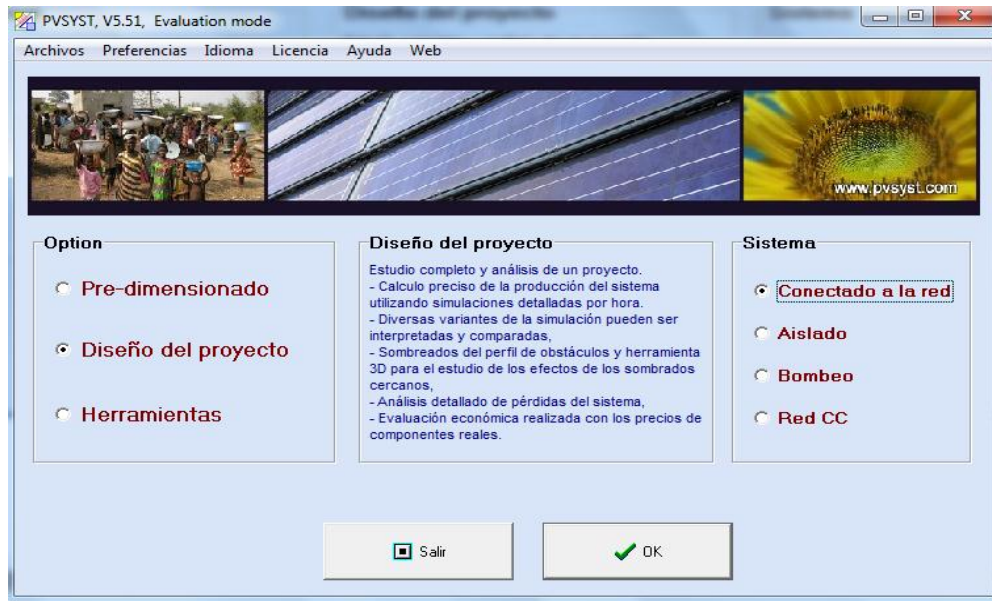 PVSYST, V5.51, Evaluation mode
Archivos Preferencias Idioma Licencia Ayuda Web
www.pvsyst.com
Option
Pre-dimensionado
Diseño del proyecto
Herramientas
Diseño del proyecto
Estudio completo y análisis de un proyecto.
- Calculo preciso de la producción del sistema
utilizando simulaciones detalladas por hora.
- Diversas variantes de la simulación pueden ser
interpretadas y comparadas,
- Sombreados del perfil de obstáculos y herramienta
3D para el estudio de los efectos de los sombrados
cercanos,
- Análisis detallado de pérdidas del sistema,
- Evaluación económica realizada con los precios de
componentes reales.
Sistema
Conectado a la red
Aislado
Bombeo
Red CC
Salir
OK